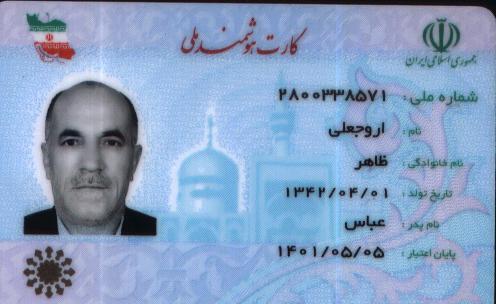 کارت هوشمند ملی
جمهوری اسلامی ایران
شماره ملی: ۲۸۰۰۳۳۸۵۷۱
نام: اروجعلی
نام خانوادگی: ظاهر
تاریخ تولد: ۱۳۴۲/۰۴/۰۱
نام پدر: عباس
پایان اعتبار: ۱۴۰۱/۰۵/۰۵